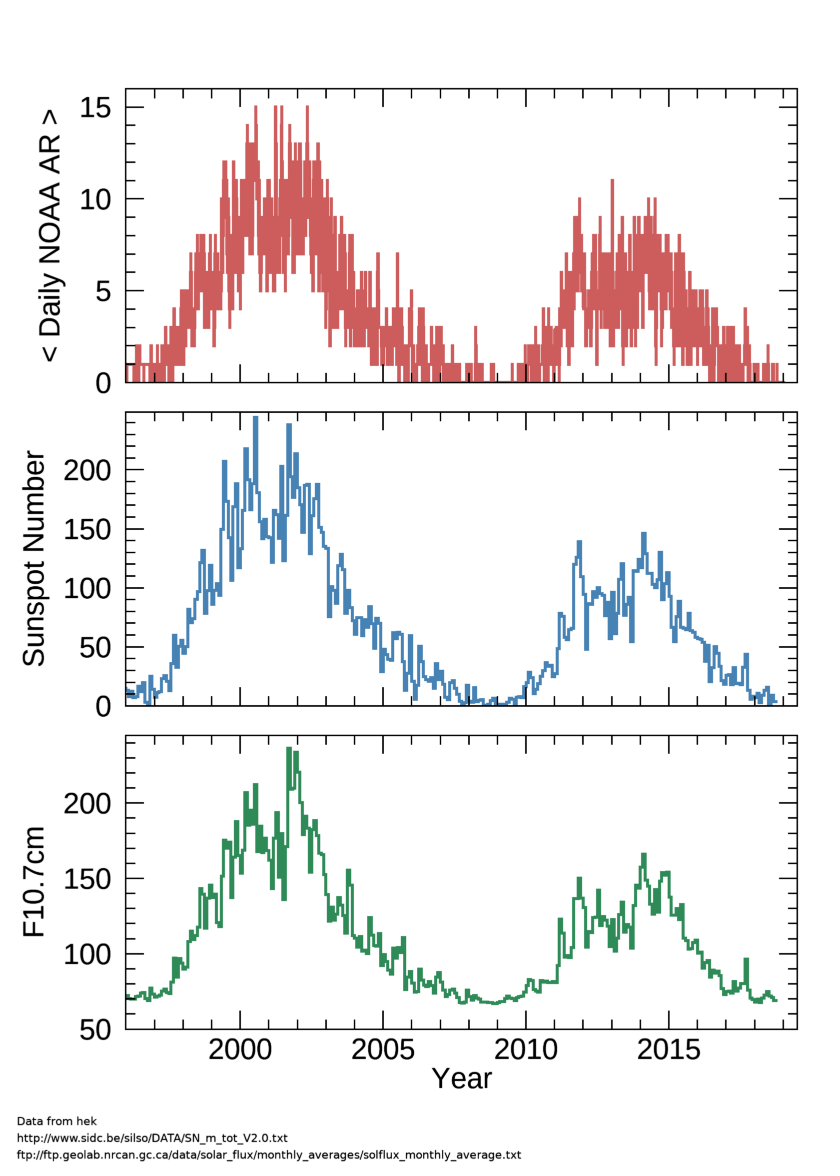 < Daily NOAA AR >
15
10
5
0
Sunspot Number
200
150
100
50
0
F10.7cm
200
150
100
50
2000 2005 2010 2015
Year
Data from hek
http://www.sidc.be/silso/DATA/SN_m_tot_V2.0.txt
ftp://ftp.geolab.nrcan.gc.ca/data/solar_flux/monthly_averages/solflux_monthly_average.txt